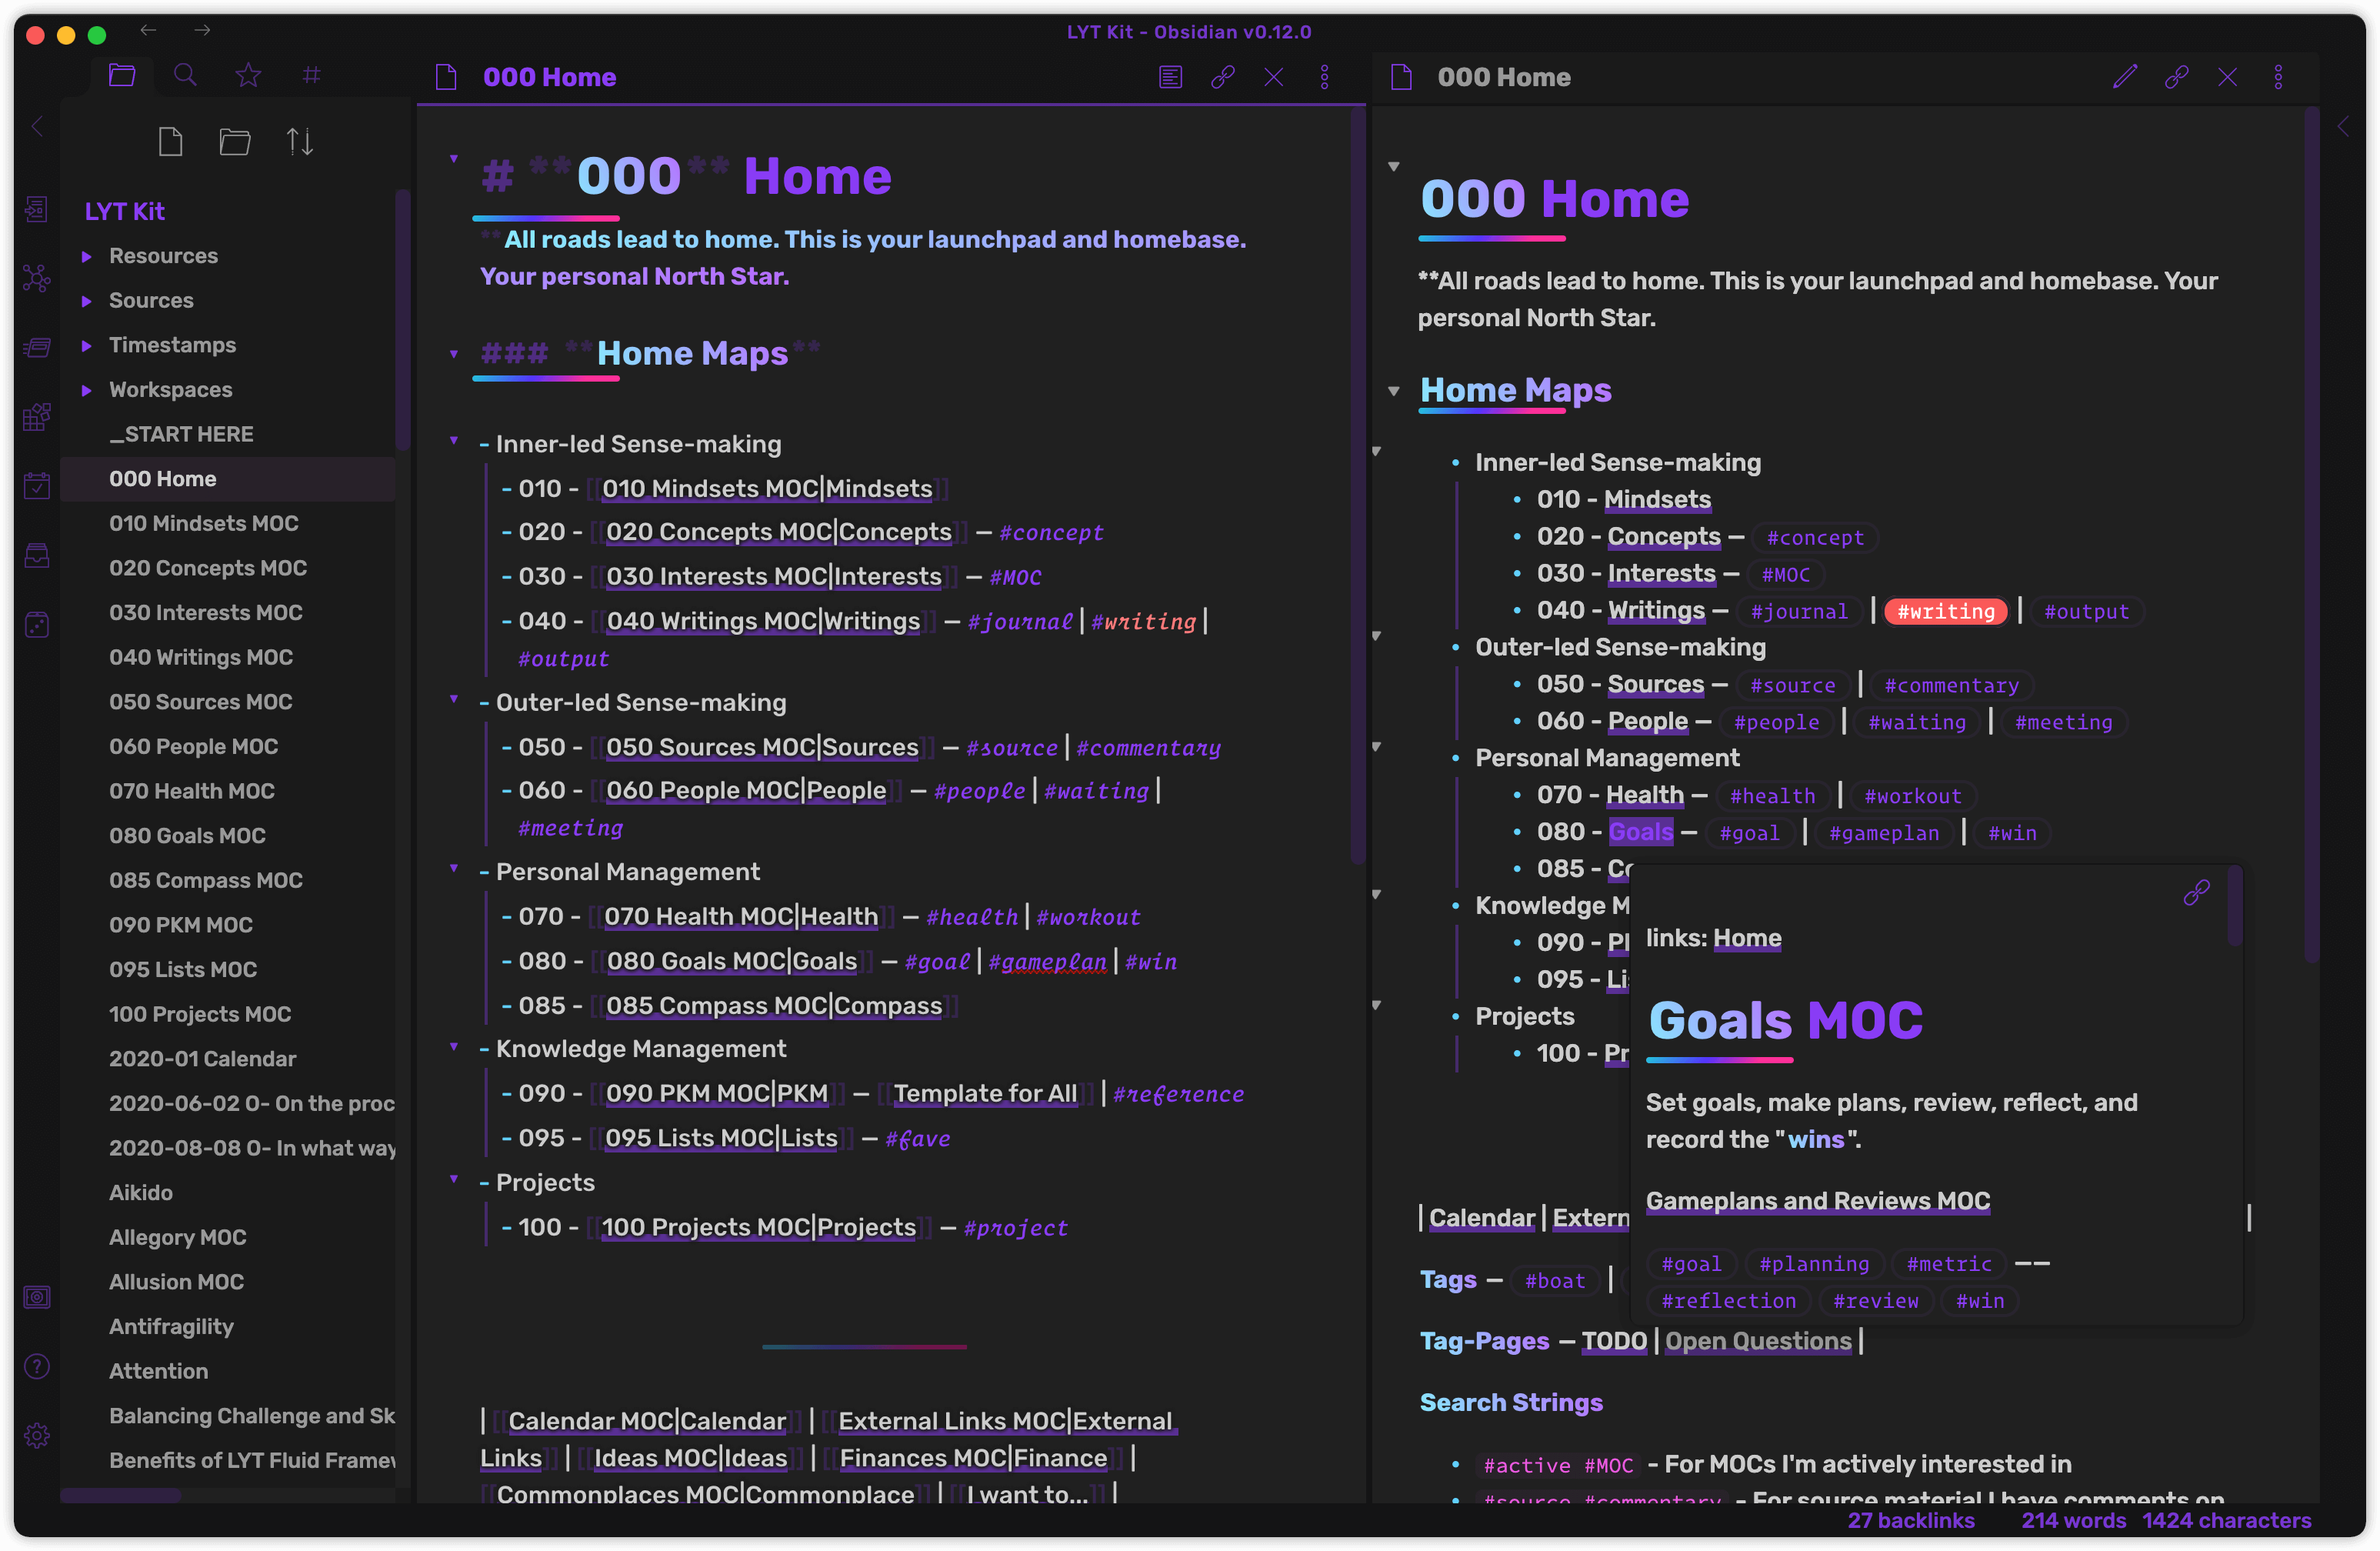 LYT Kit - Obsidian v0.12.0
LYT Kit
Resources
Sources
Timestamps
Workspaces
_START HERE
000 Home
010 Mindsets MOC
020 Concepts MOC
030 Interests MOC
040 Writings MOC
050 Sources MOC
060 People MOC
070 Health MOC
080 Goals MOC
085 Compass MOC
090 PKM MOC
095 Lists MOC
100 Projects MOC
2020-01 Calendar
2020-06-02 O- On the proc
2020-08-08 O- In what way
Aikido
Allegory MOC
Allusion MOC
Antifragility
Attention
Balancing Challenge and Sk
Benefits of LYT Fluid Framew
000 Home
# **000** Home
**All roads lead to home. This is your launchpad and homebase.
Your personal North Star.
### **Home Maps**
- Inner-led Sense-making
- 010 - [[010 Mindsets MOC|Mindsets]]
- 020 - [[020 Concepts MOC|Concepts]] — #concept
- 030 - [[030 Interests MOC|Interests]] — #MOC
- 040 - [[040 Writings MOC|Writings]] — #journal | #writing |
#output
- Outer-led Sense-making
- 050 - [[050 Sources MOC|Sources]] — #source | #commentary
- 060 - [[060 People MOC|People]] — #people | #waiting |
#meeting
- Personal Management
- 070 - [[070 Health MOC|Health]] — #health | #workout
- 080 - [[080 Goals MOC|Goals]] — #goal | #gameplan | #win
- 085 - [[085 Compass MOC|Compass]]
- Knowledge Management
- 090 - [[090 PKM MOC|PKM]] — [[Template for All]] | #reference
- 095 - [[095 Lists MOC|Lists]] — #fave
- Projects
- 100 - [[100 Projects MOC|Projects]] — #project
| [[Calendar MOC|Calendar]] | [[External Links MOC|External
Links]] | [[Ideas MOC|Ideas]] | [[Finances MOC|Finance]] |
[[Commonplaces MOC|Commonplace]] | [[I want to...]] |
000 Home
000 Home
**All roads lead to home. This is your launchpad and homebase. Your
personal North Star.
Home Maps
• Inner-led Sense-making
• 010 - Mindsets
• 020 - Concepts — #concept
• 030 - Interests — #MOC
• 040 - Writings — #journal | #writing | #output
• Outer-led Sense-making
• 050 - Sources — #source | #commentary
• 060 - People — #people | #waiting | #meeting
• Personal Management
• 070 - Health — #health | #workout
• 080 - Goals — #goal | #gameplan | #win
• 085 - Co
• Knowledge M
• 090 - Pl
• 095 - Lis
• Projects
• 100 - Pr
| Calendar | Extern |
Tags — #boat |
Tag-Pages — TODO | Open Questions |
Search Strings
• #active #MOC - For MOCs I'm actively interested in
• #source #commentary - For source material I have comments on
links: Home
Goals MOC
Set goals, make plans, review, reflect, and
record the "wins".
Gameplans and Reviews MOC
#goal #planning #metric ——
#reflection #review #win
27 backlinks 214 words 1424 characters